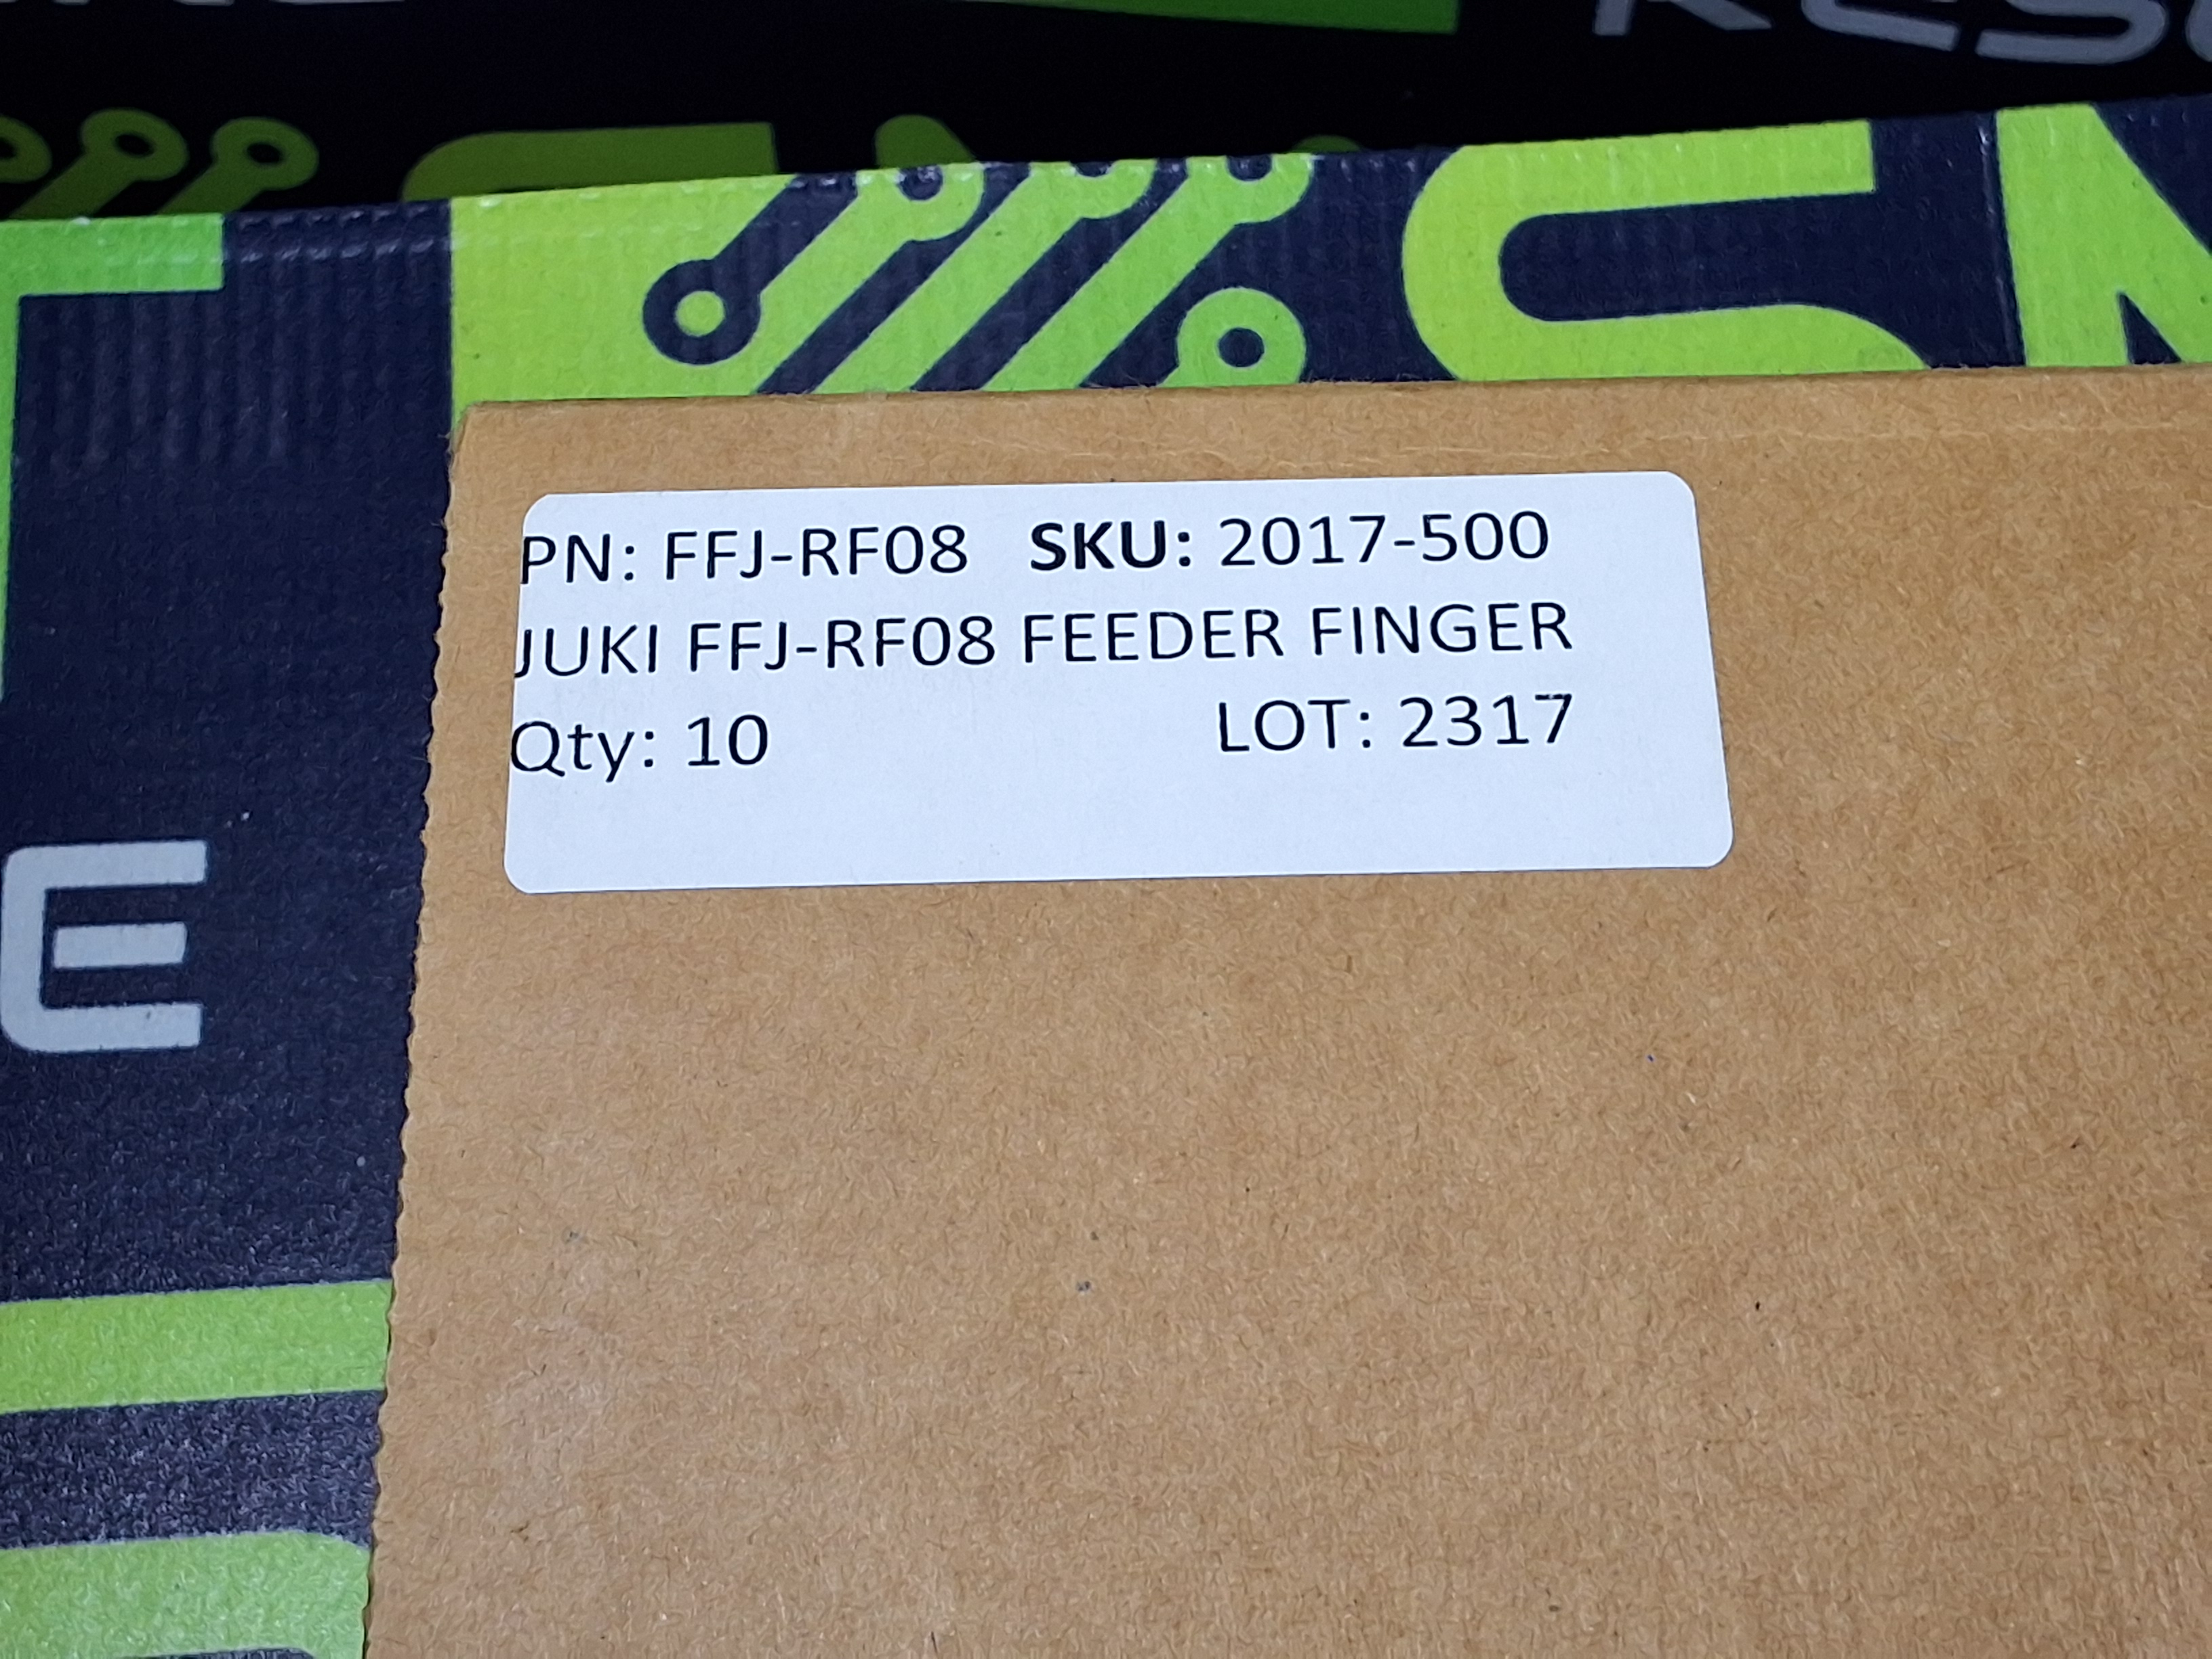 PN: FFJ-RF08 SKU: 2017-500
JUKI FFJ-RF08 FEEDER FINGER
Qty: 10 LOT: 2317
E